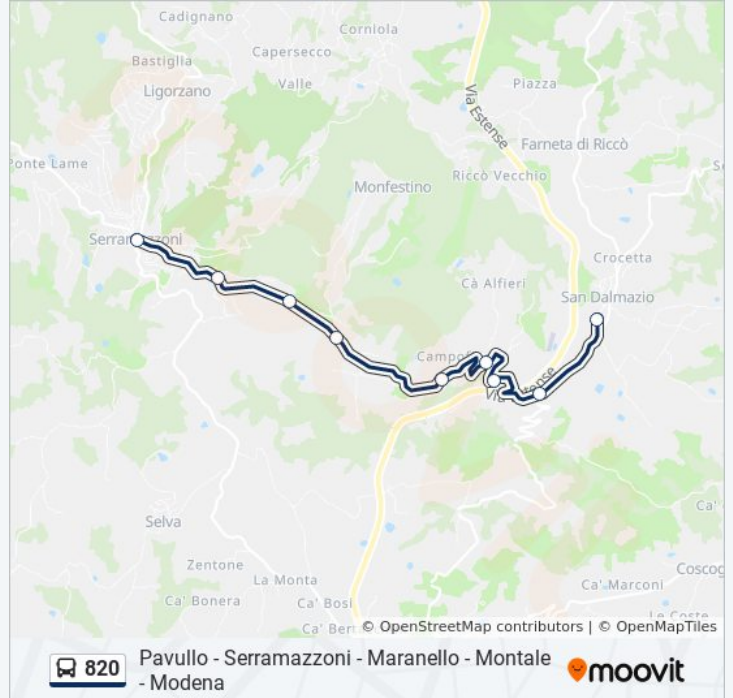 Cadignano
Corniola
Bastiglia
Capersecco
Ligorzano
Valle
Piazza
Via Estense
Farneta di Riccò
Ponte Lame
Riccò Vecchio
Monfestino
Serramazzoni
Crocetta
Cà Alfieri
San Dalmazio
Ca'
Selva
Zentone
La Monta
Coscog
Ca' Marconi
Ca' Bonera
Ca' Bosi
Le Coste
© OpenStreetMap contributors | © OpenMapTiles
820
Pavullo - Serramazzoni - Maranello - Montale
- Modena
moovit